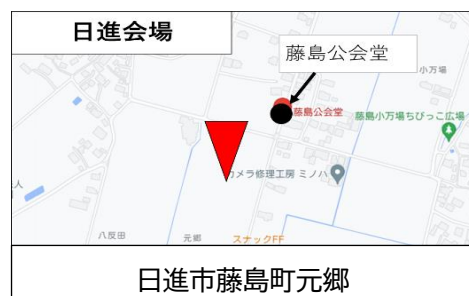 日進会場
藤島公会堂
小万場
藤島公会堂
藤島小万場ちびっこ広場
カメラ修理工房 ミノハ
人
八反田
元郷
スナックFF
日進市藤島町元郷